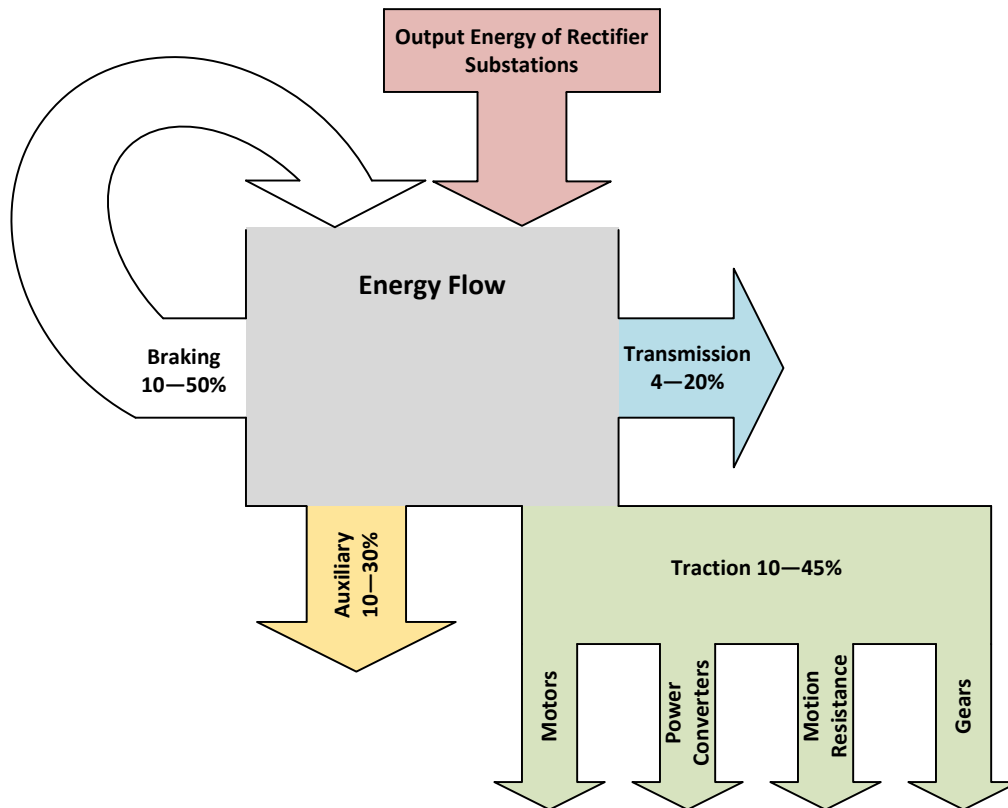 Output Energy of Rectifier
Substations
Energy Flow
Braking
10—50%
Transmission
4—20%
Auxiliary
10—30%
Traction 10—45%
Motors
Power
Converters
Motion
Resistance
Gears